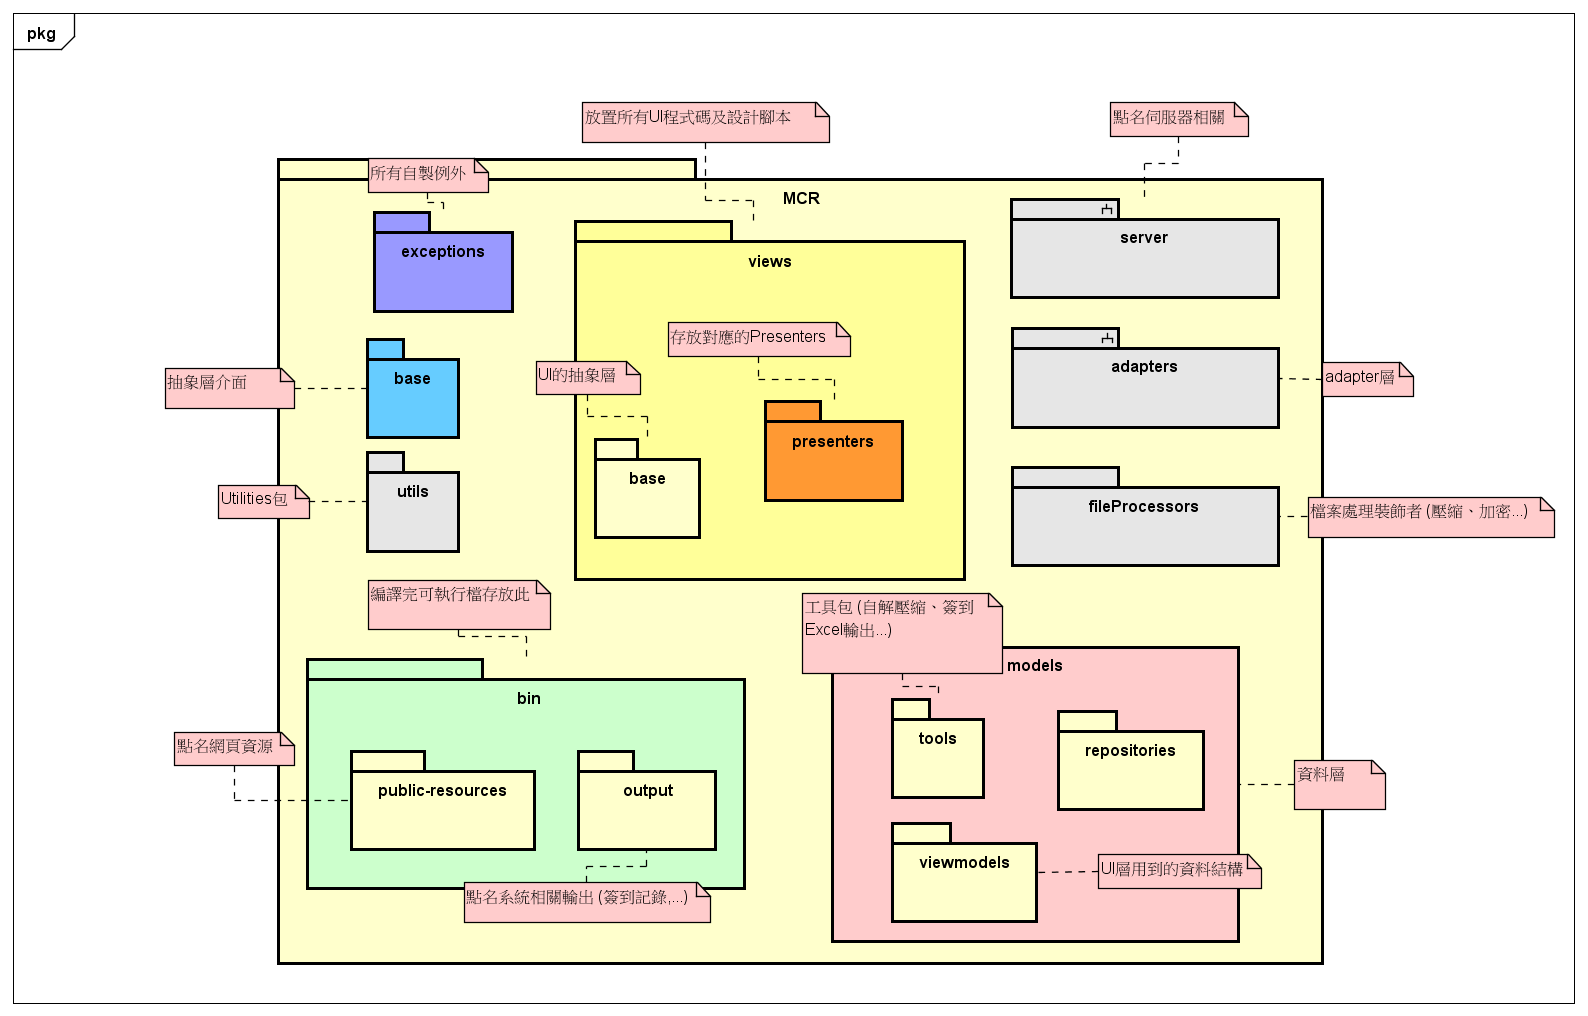 pkg
放置所有UI程式碼及設計腳本
點名伺服器相關
所有自製例外
MCR
exceptions
views
server
存放對應的Presenters
UI的抽象層
抽象層介面
base
adapters
adapter層
presenters
base
Utilities包
utils
fileProcessors
檔案處理裝飾者 (壓縮、加密...)
編譯完可執行檔存放此
工具包 (自解壓縮、簽到
Excel輸出...)
models
bin
tools
repositories
點名網頁資源
public-resources
output
資料層
viewmodels
UI層用到的資料結構
點名系統相關輸出 (簽到記錄,...)